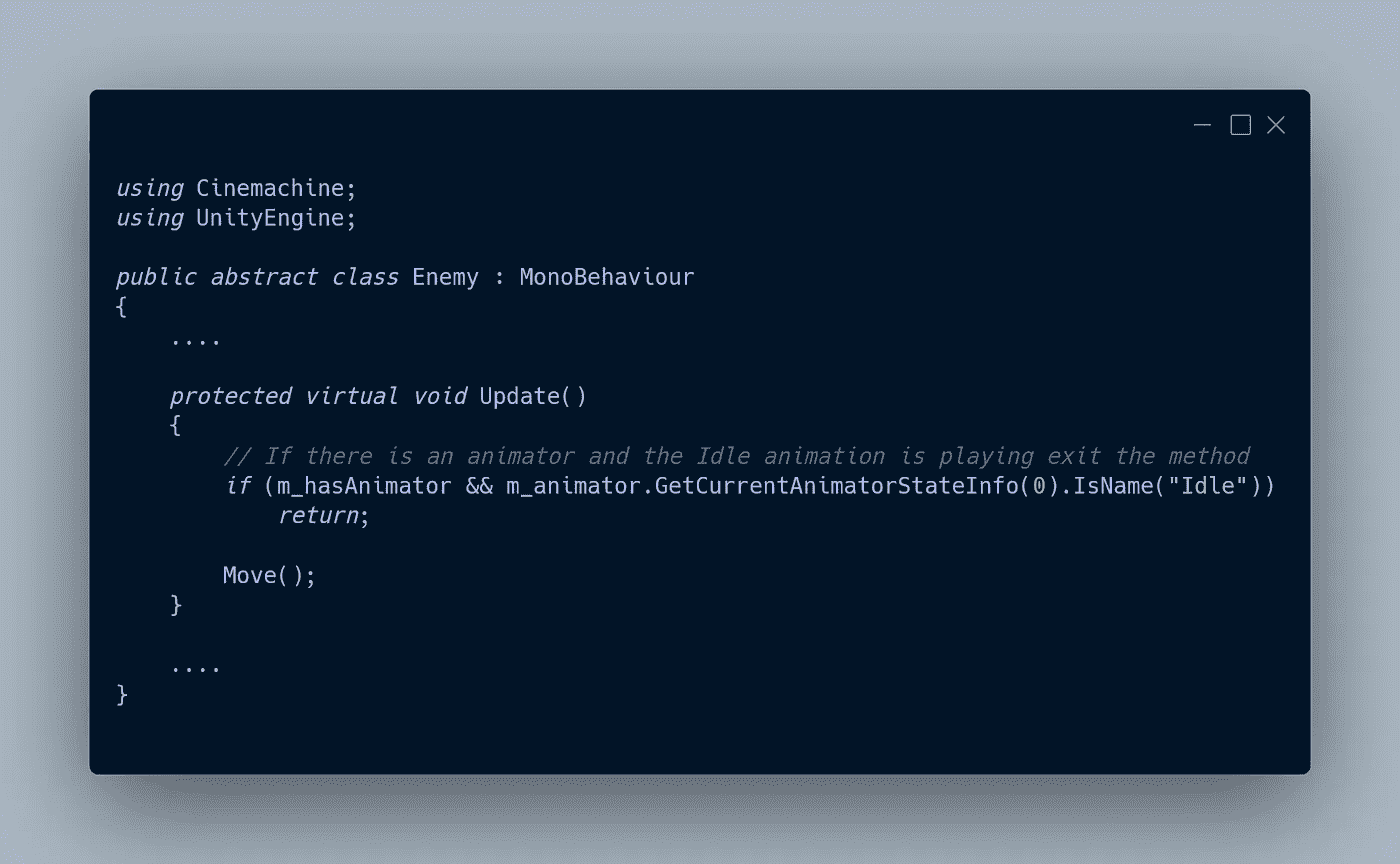 using Cinemachine;
using UnityEngine;
public abstract class Enemy : MonoBehaviour
{
....
protected virtual void Update()
{
// If there is an animator and the Idle animation is playing exit the method
if (m_hasAnimator && m_animator.GetCurrentAnimatorStateInfo(0).IsName("Idle"))
return;
Move();
}
....
}